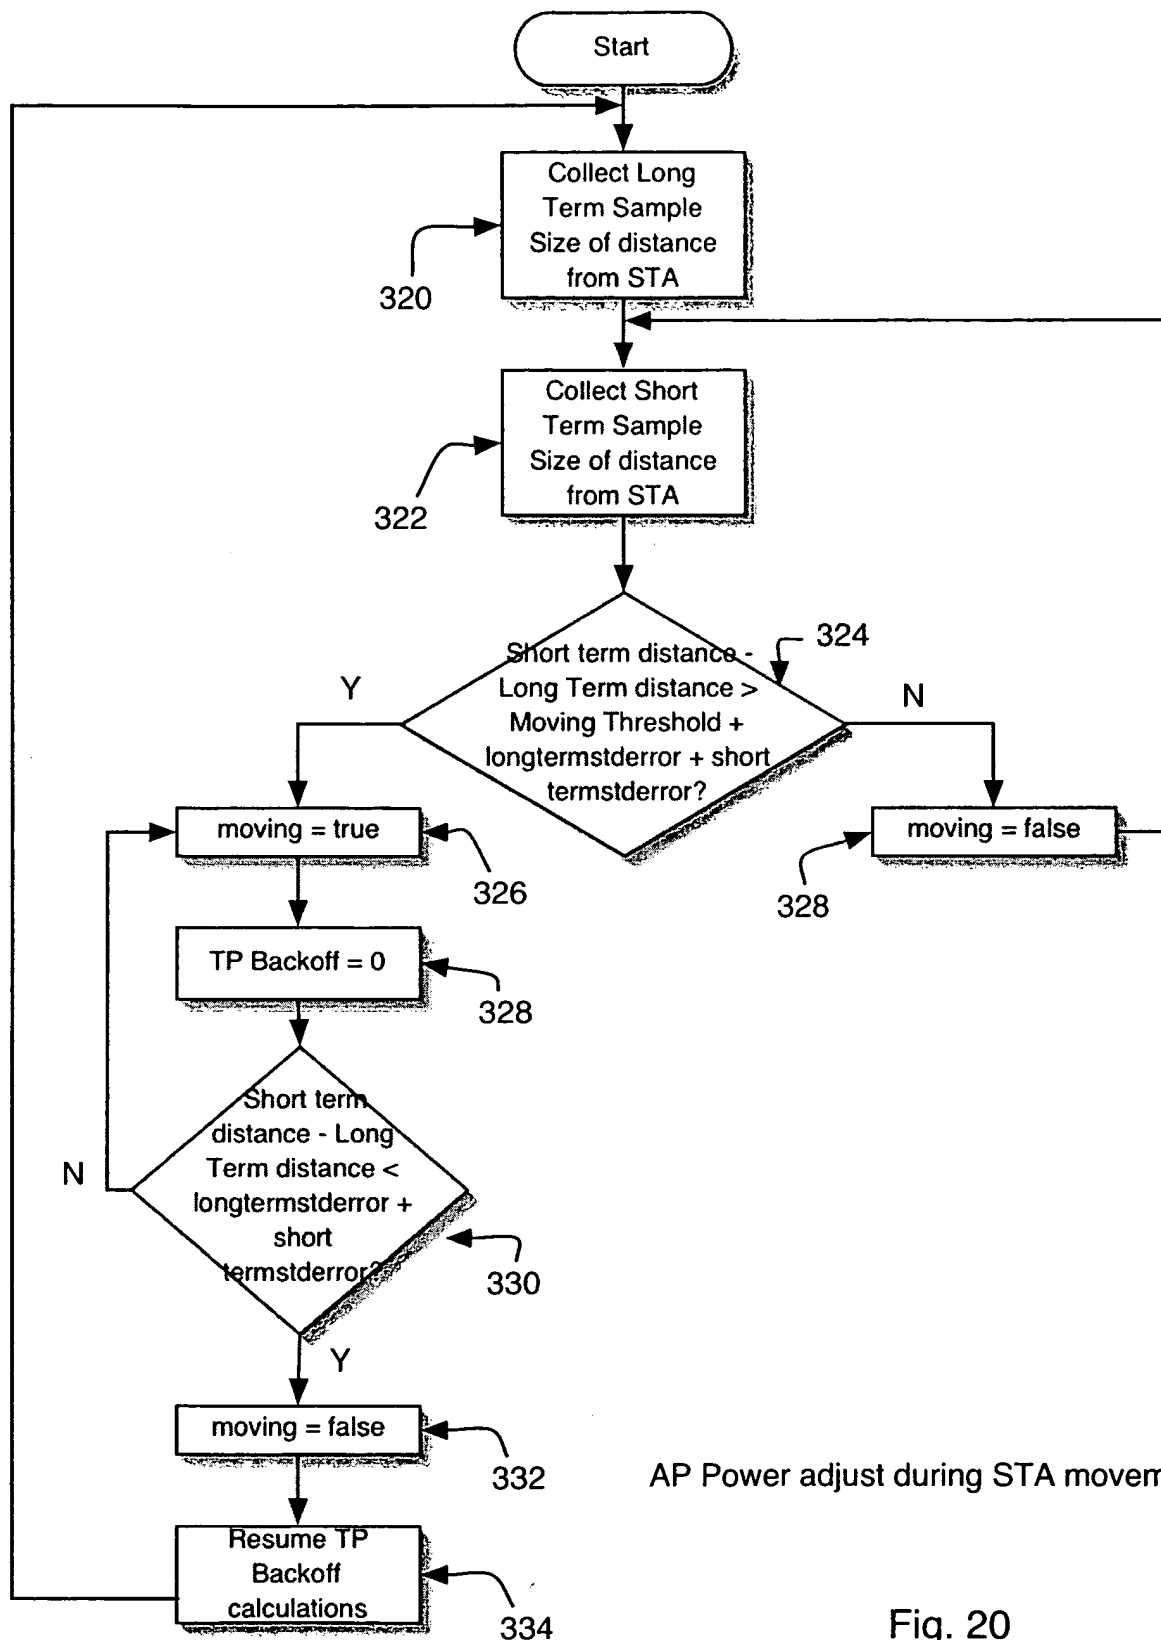 Start
Collect Long
Term Sample
Size of distance
from STA
320
Collect Short
Term Sample
Size of distance
from STA
322
324
Short term distance -
Long Term distance >
Moving Threshold +
longtermstderror + short
termstderror?
Y
N
moving = true
326
moving = false
328
TP Backoff = 0
328
Short term
distance - Long
Term distance <
longtermstderror +
short
termstderror?
N
330
Y
moving = false
332
AP Power adjust during STA movem
Resume TP
Backoff
calculations
334
Fig. 20